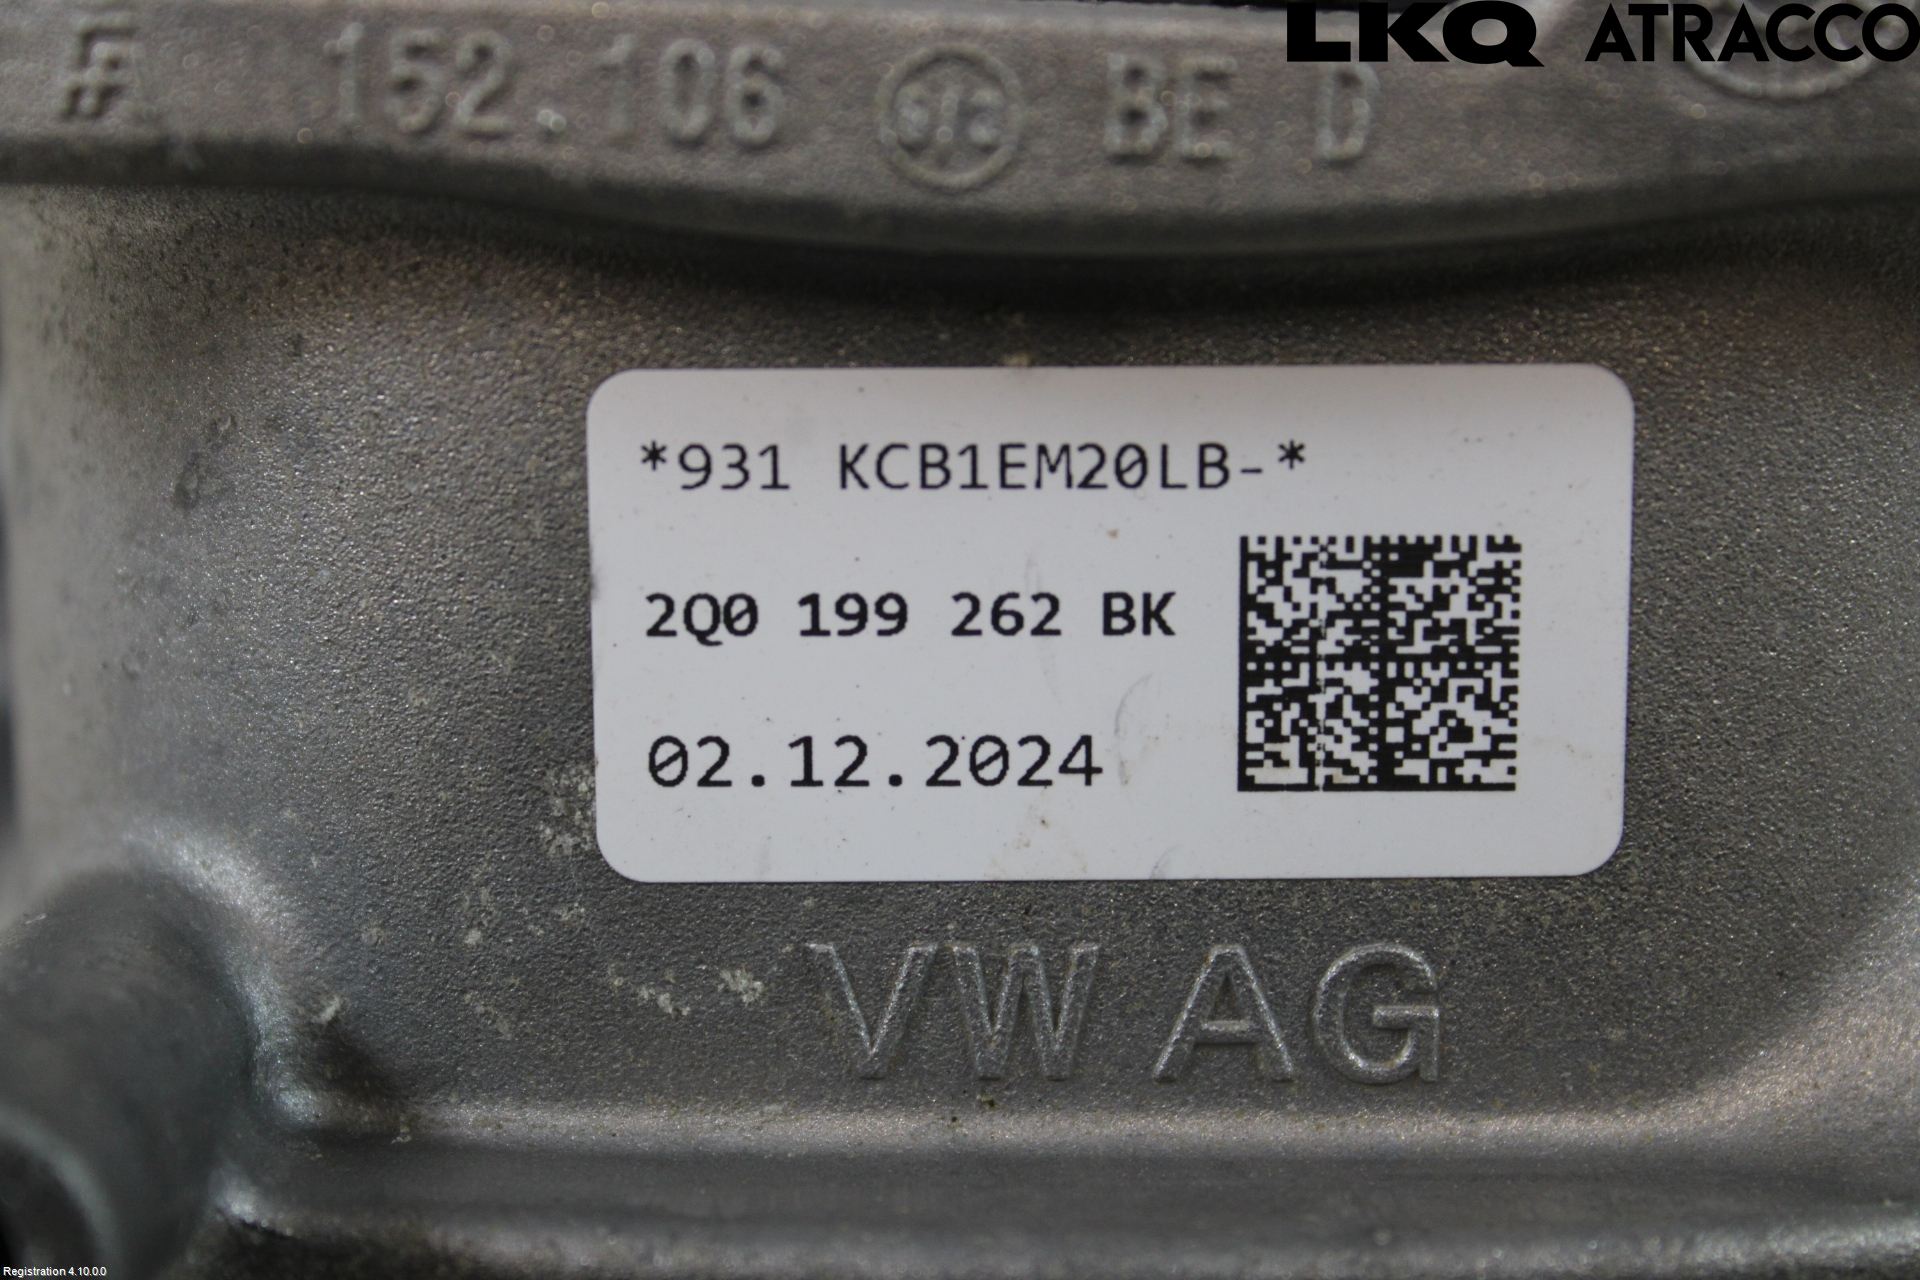 LKQ ATRACCO
152.106 BE D
*931 KCB1EM20LB-*
2Q0 199 262 BK
02.12.2024
VW AG
Registration 4.10.0.0